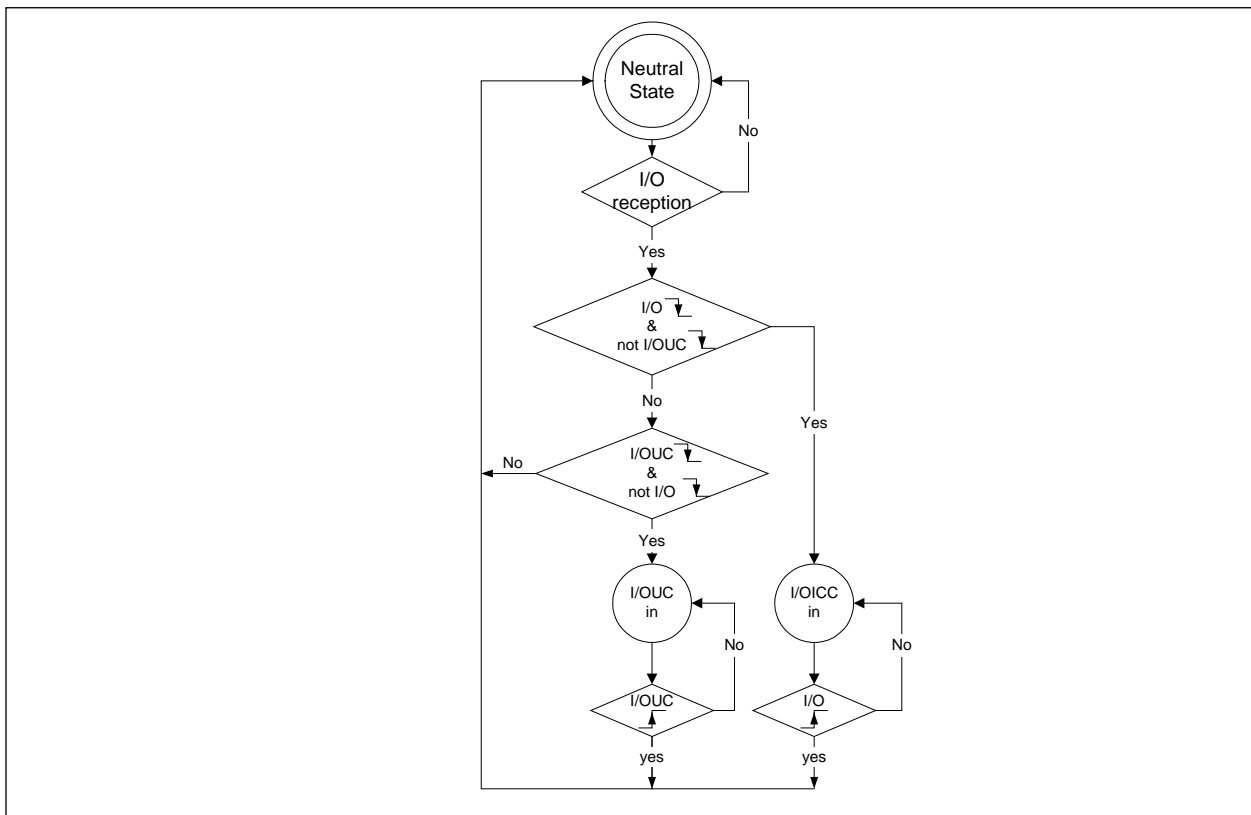 Neutral
State
No
I/O
reception
Yes
I/O
&
not I/OUC
No
Yes
No
I/OUC
&
not I/O
Yes
I/OUC
in
I/OICC
in
No
No
I/OUC
I/O
yes
yes